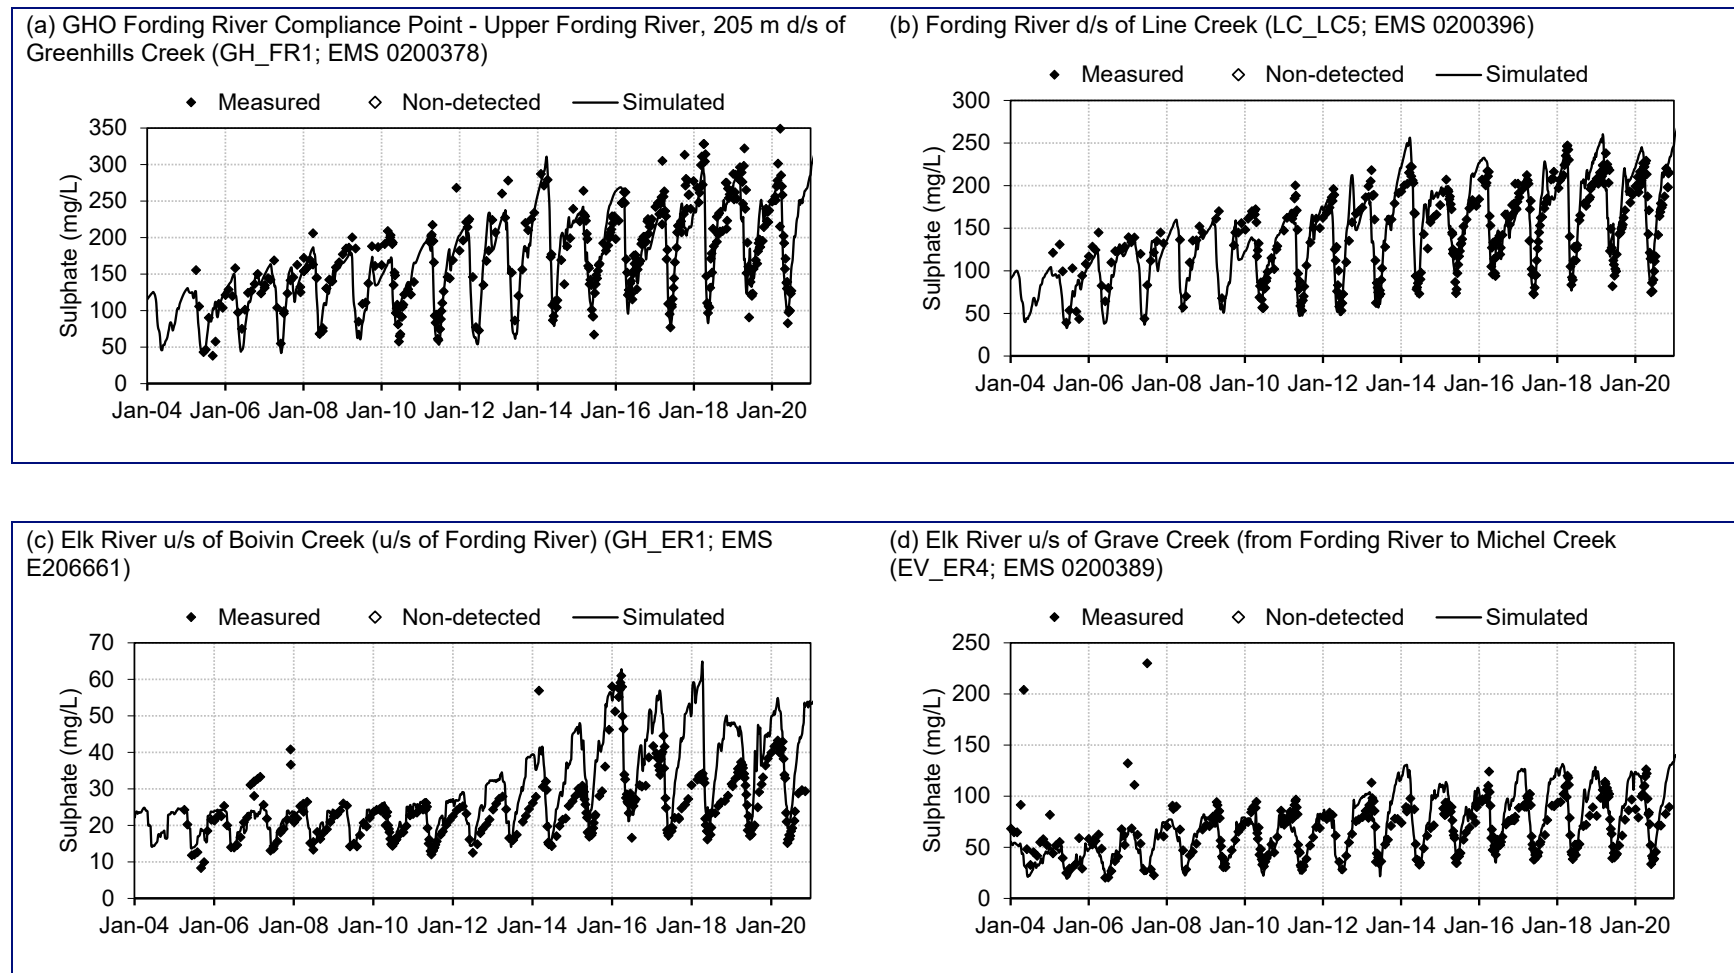 (a) GHO Fording River Compliance Point - Upper Fording River, 205 m d/s of
Greenhills Creek (GH_FR1; EMS 0200378)
Measured Non-detected Simulated
350
300
250
200
150
100
50
0
Sulphate (mg/L)
Jan-04 Jan-06 Jan-08 Jan-10 Jan-12 Jan-14 Jan-16 Jan-18 Jan-20
(b) Fording River d/s of Line Creek (LC_LC5; EMS 0200396)
Measured Non-detected Simulated
300
250
200
150
100
50
0
Sulphate (mg/L)
Jan-04 Jan-06 Jan-08 Jan-10 Jan-12 Jan-14 Jan-16 Jan-18 Jan-20
(c) Elk River u/s of Boivin Creek (u/s of Fording River) (GH_ER1; EMS
E206661)
Measured Non-detected Simulated
70
60
50
40
30
20
10
0
Sulphate (mg/L)
Jan-04 Jan-06 Jan-08 Jan-10 Jan-12 Jan-14 Jan-16 Jan-18 Jan-20
(d) Elk River u/s of Grave Creek (from Fording River to Michel Creek
(EV_ER4; EMS 0200389)
Measured Non-detected Simulated
250
200
150
100
50
0
Sulphate (mg/L)
Jan-04 Jan-06 Jan-08 Jan-10 Jan-12 Jan-14 Jan-16 Jan-18 Jan-20